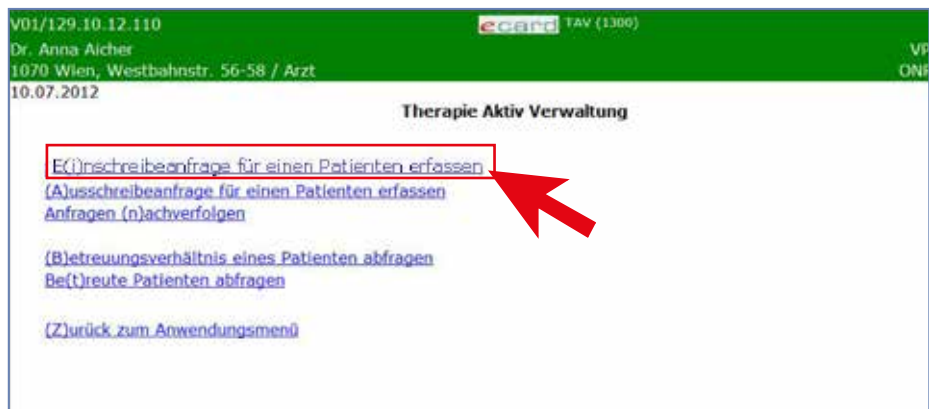 V01/129.10.12.110 ecard TAV (1300)
Dr. Anna Aicher VP
1070 Wien, Westbahnstr. 56-58 / Arzt
10.07.2012
Therapie Aktiv Verwaltung
E(i)nschreibeanfrage für einen Patienten erfassen
(A)usschreibeanfrage für einen Patienten erfassen
Anfragen (n)achverfolgen
(B)etreuungsverhältnis eines Patienten abfragen
Be(t)reute Patienten abfragen
(Z)urück zum Anwendungsmenü